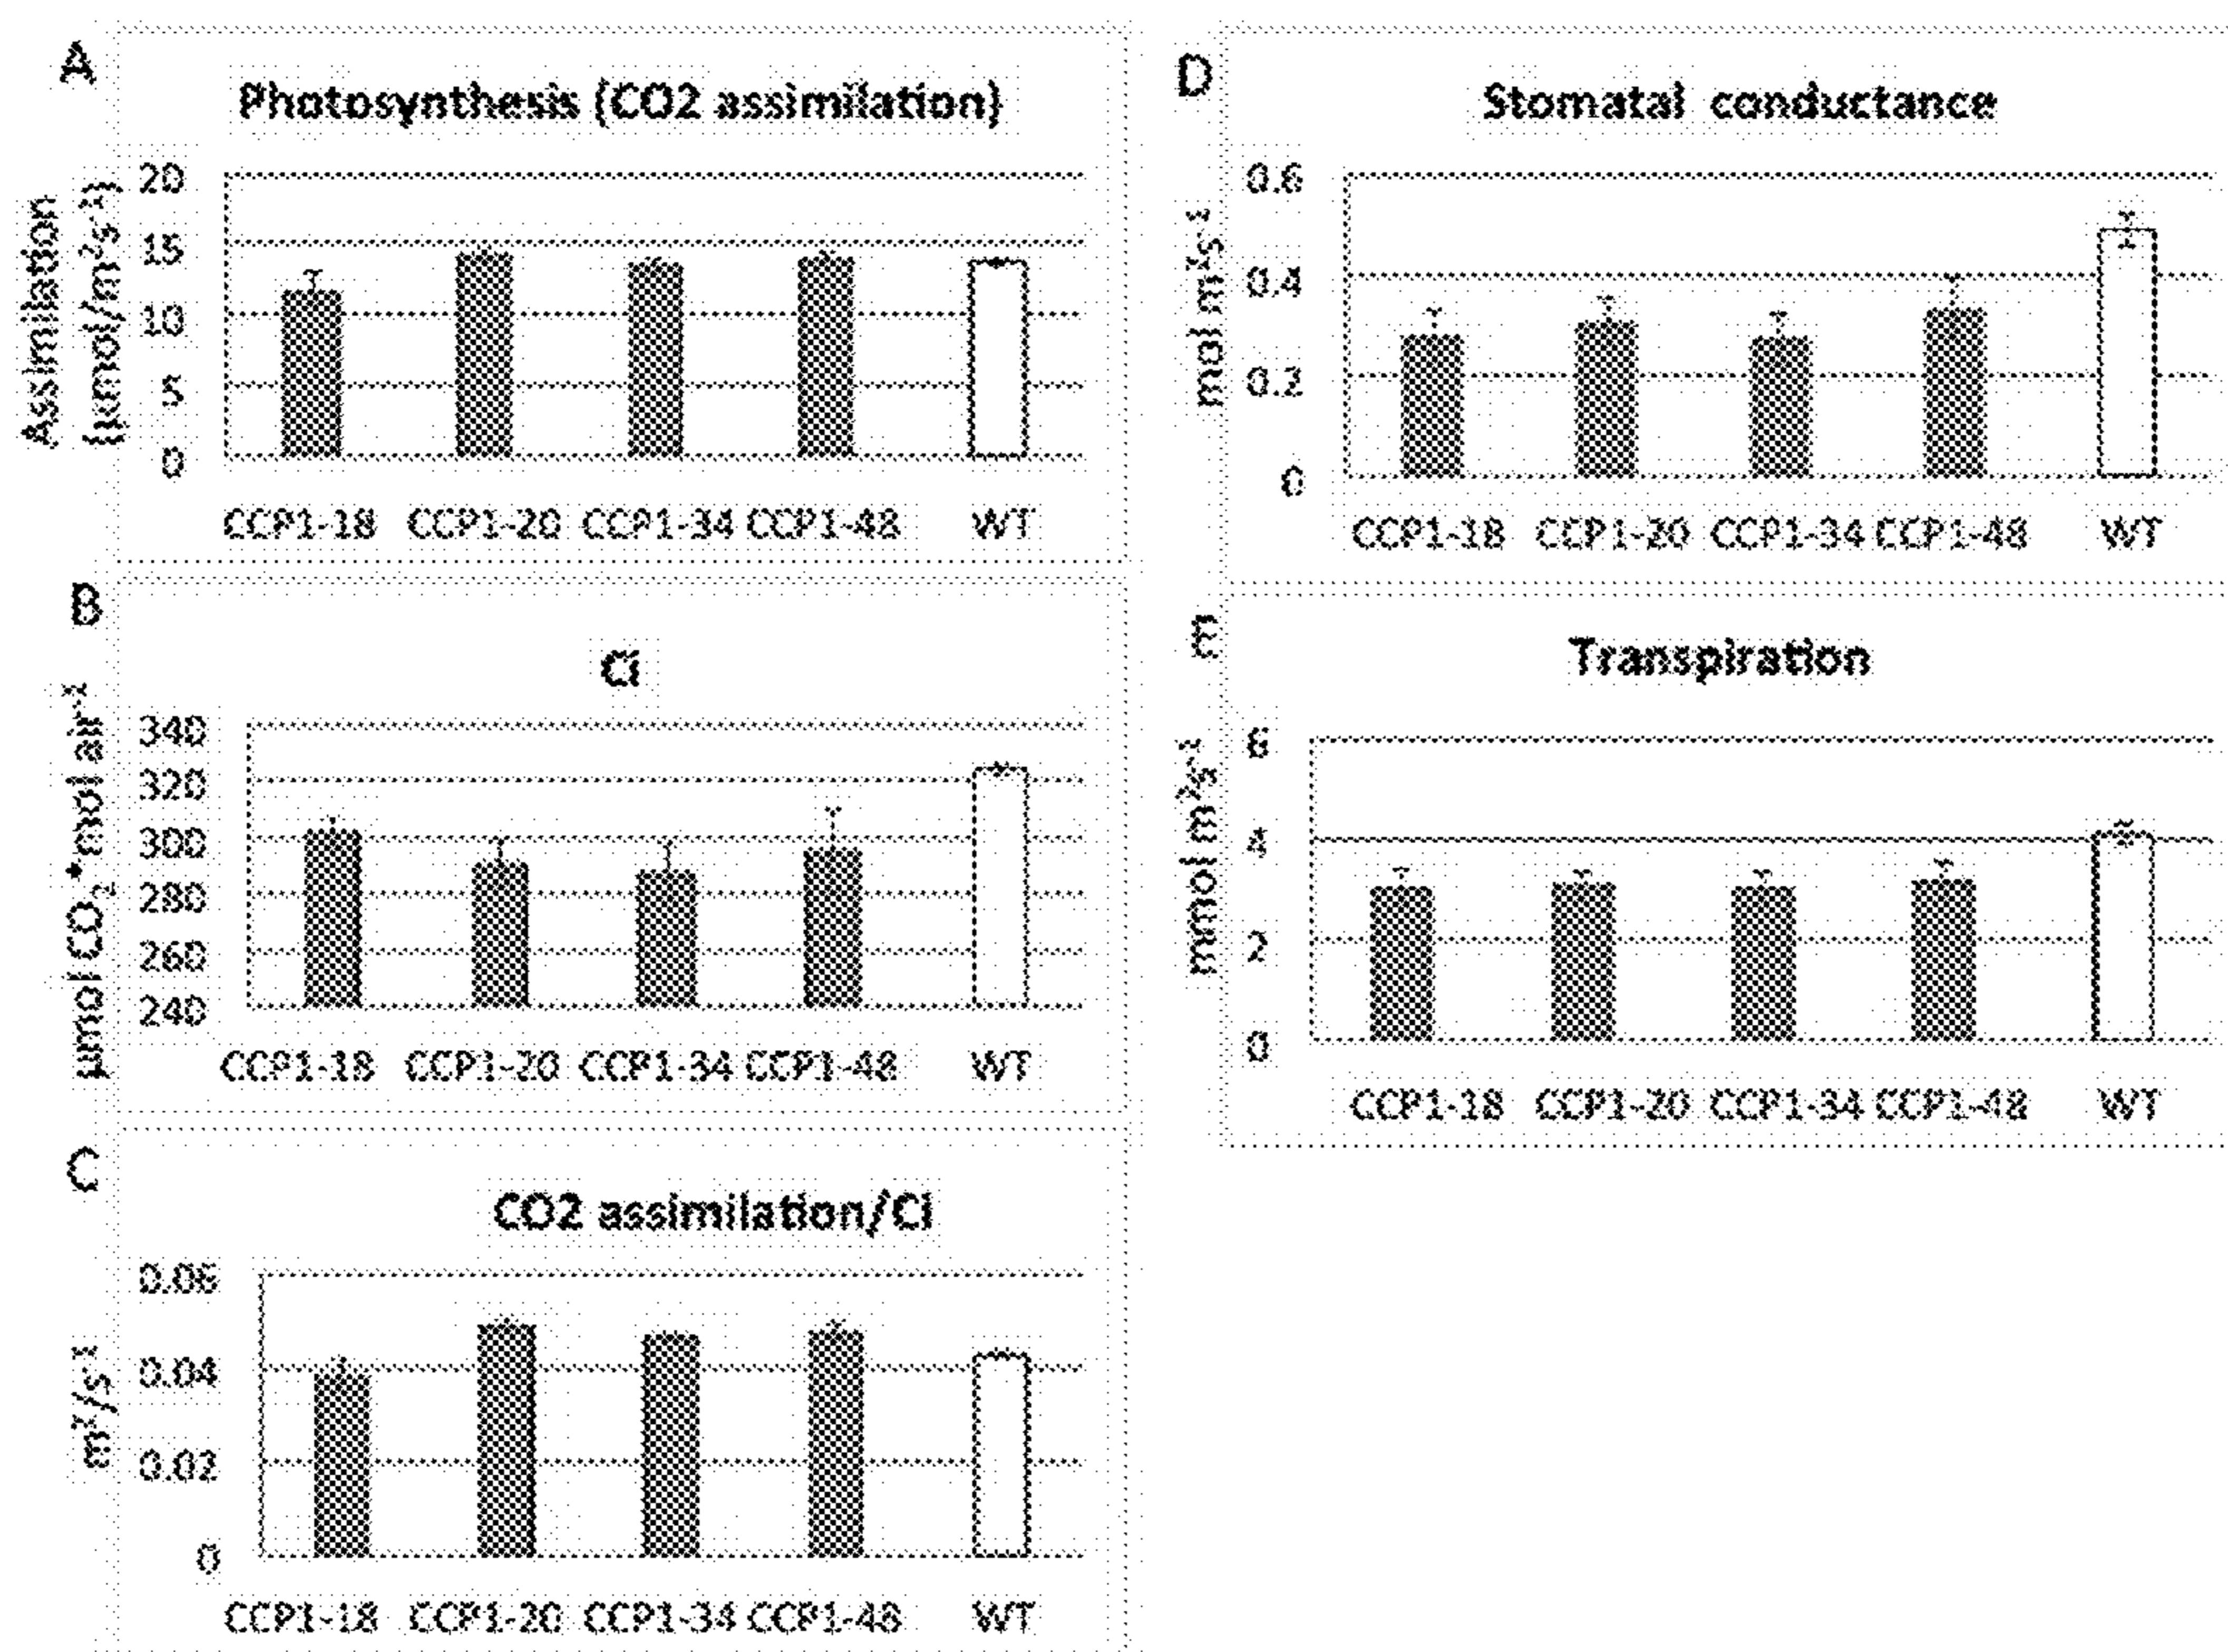 A
Photosynthesis (CO2 assimilation)
Assimilation
(µmol/m²s⁻¹)
20
15
10
5
0
CCP1-18 CCP1-20 CCP1-34 CCP1-48 WT
B
Ci
µmol CO₂*mol air⁻¹
340
320
300
280
260
240
CCP1-18 CCP1-20 CCP1-34 CCP1-48 WT
C
CO2 assimilation/Ci
0.06
0.04
0.02
0
CCP1-18 CCP1-20 CCP1-34 CCP1-48 WT
D
Stomatal conductance
mol m²s⁻¹
0.6
0.4
0.2
0
CCP1-18 CCP1-20 CCP1-34 CCP1-48 WT
E
Transpiration
mmol m²s⁻¹
6
4
2
0
CCP1-18 CCP1-20 CCP1-34 CCP1-48 WT